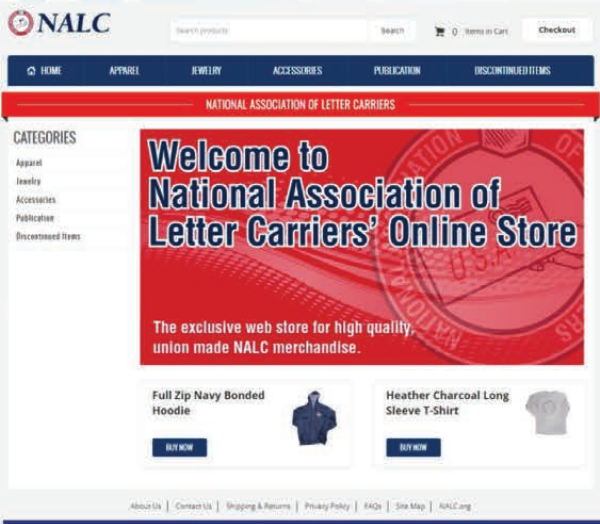 NALC
Search products
Search
0 Items in Cart
Checkout
HOME APPAREL JEWELRY ACCESSORIES PUBLICATION DISCONTINUED ITEMS
NATIONAL ASSOCIATION OF LETTER CARRIERS
CATEGORIES
Apparel
Jewelry
Accessories
Publication
Discontinued Items
Welcome to
National Association of
Letter Carriers' Online Store
NATIONAL
ATION OF
U.S.A.
The exclusive web store for high quality,
union made NALC merchandise.
Full Zip Navy Bonded
Hoodie
BUY NOW
Heather Charcoal Long
Sleeve T-Shirt
BUY NOW
About Us | Contact Us | Shipping & Returns | Privacy Policy | FAQs | Site Map | NALC.org